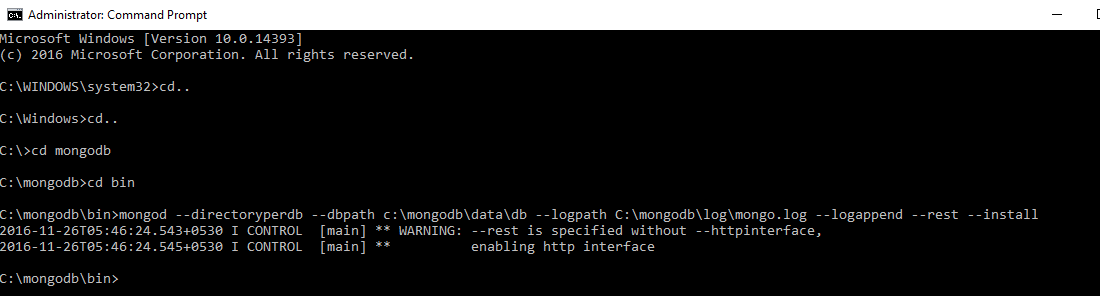 Administrator: Command Prompt
Microsoft Windows [Version 10.0.14393]
(c) 2016 Microsoft Corporation. All rights reserved.
C:\WINDOWS\system32>cd..
C:\Windows>cd..
C:\>cd mongodb
C:\mongodb>cd bin
C:\mongodb\bin>mongod --directoryperdb --dbpath c:\mongodb\data\db --logpath C:\mongodb\log\mongo.log --logappend --rest --install
2016-11-26T05:46:24.543+0530 I CONTROL  [main] ** WARNING: --rest is specified without --httpinterface,
2016-11-26T05:46:24.545+0530 I CONTROL  [main] **          enabling http interface
C:\mongodb\bin>